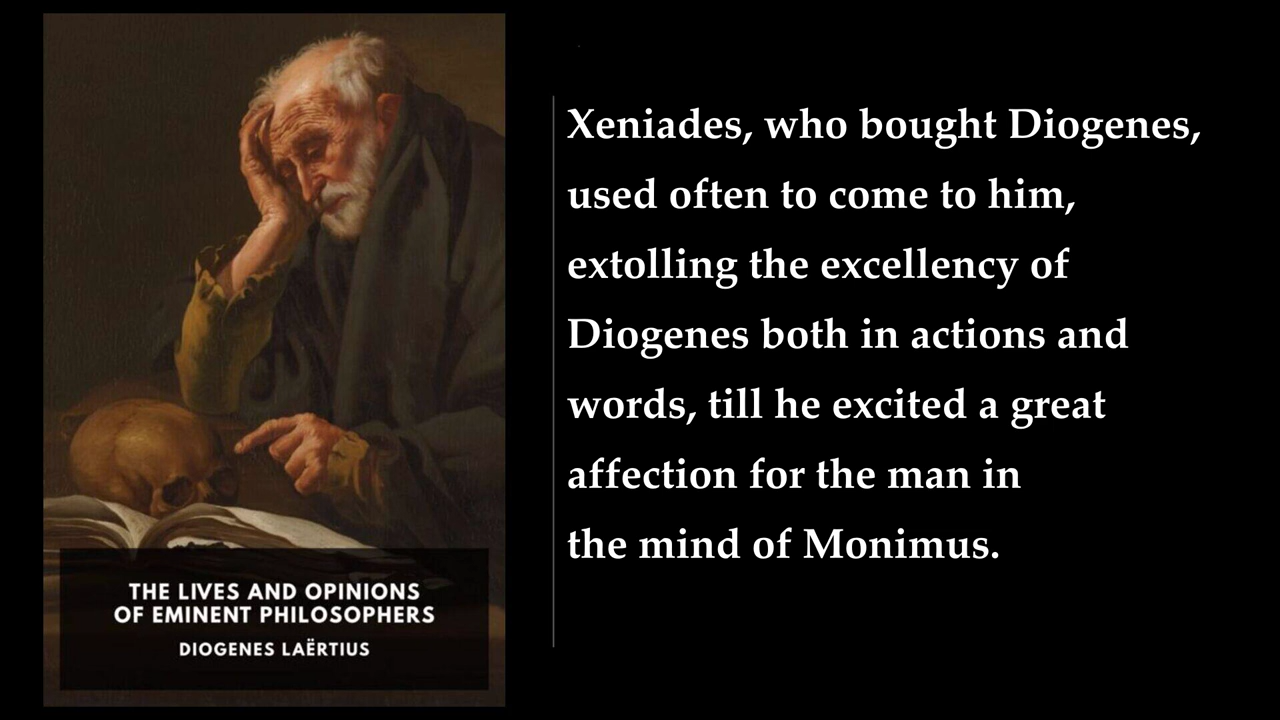 THE LIVES AND OPINIONS
OF EMINENT PHILOSOPHERS
DIOGENES LAËRTIUS
Xeniades, who bought Diogenes,
used often to come to him,
extolling the excellency of
Diogenes both in actions and
words, till he excited a great
affection for the man in
the mind of Monimus.